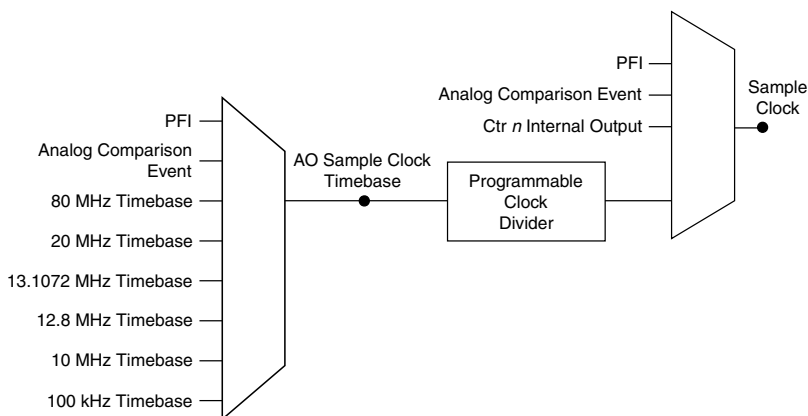 PFI
Analog Comparison Event
Ctr n Internal Output
Sample
Clock
PFI
Analog Comparison
Event
80 MHz Timebase
20 MHz Timebase
13.1072 MHz Timebase
12.8 MHz Timebase
10 MHz Timebase
100 kHz Timebase
AO Sample Clock
Timebase
Programmable
Clock
Divider